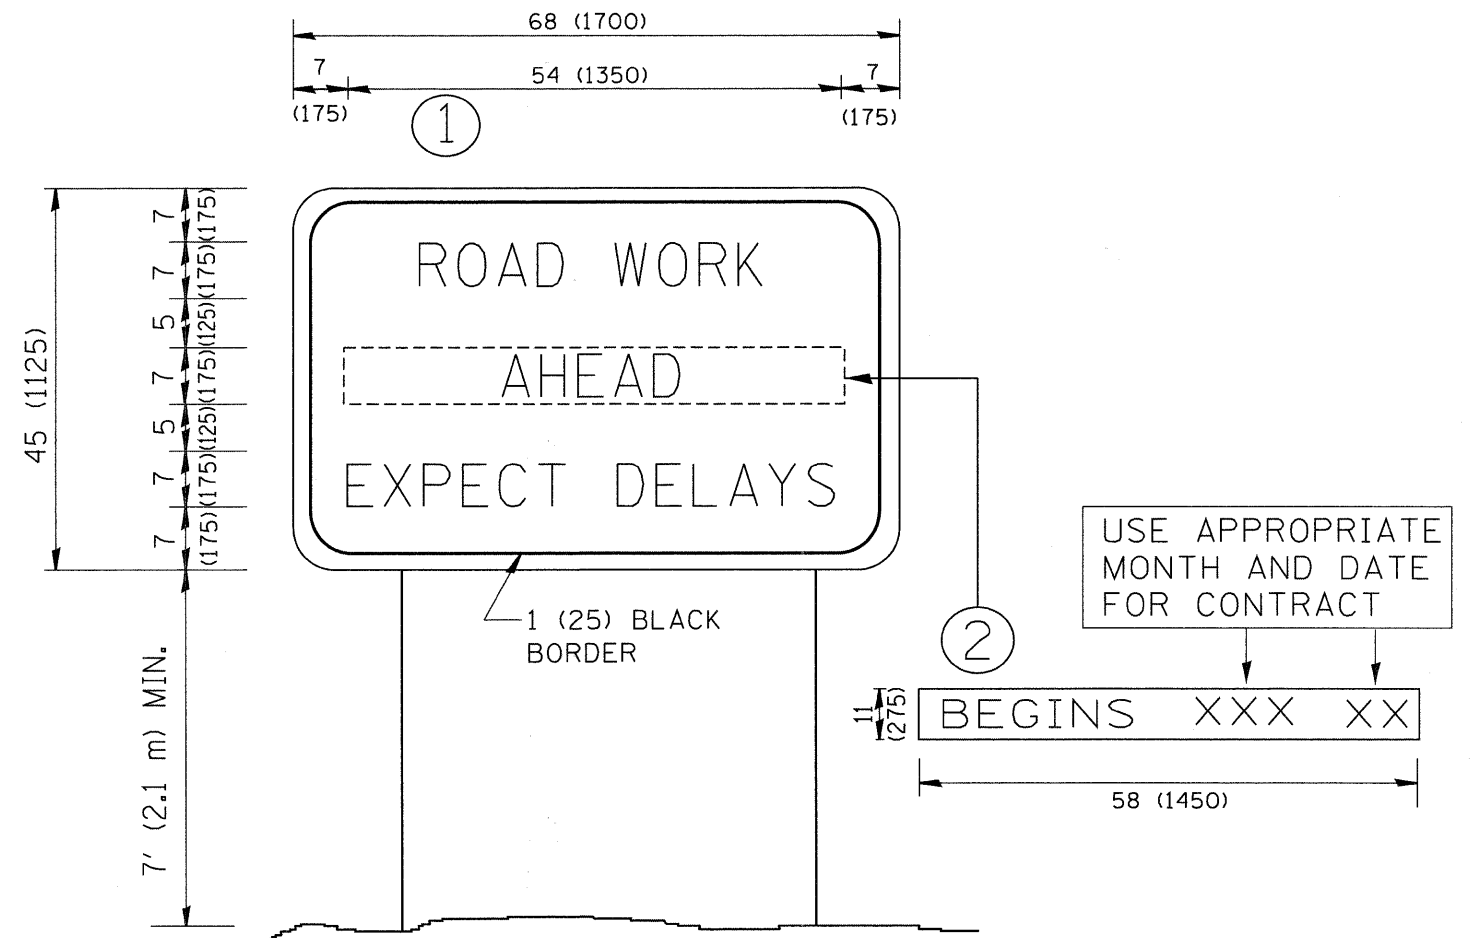 68 (1700)
7
54 (1350)
7
(175)
(175)
1
45 (1125)
7
(175)
7
(175)
5
(125)
7
(175)
5
(125)
7
(175)
7
(175)
ROAD WORK
AHEAD
EXPECT DELAYS
1 (25) BLACK
BORDER
7' (2.1 m) MIN.
USE APPROPRIATE
MONTH AND DATE
FOR CONTRACT
2
11
(275)
BEGINS XXX XX
58 (1450)